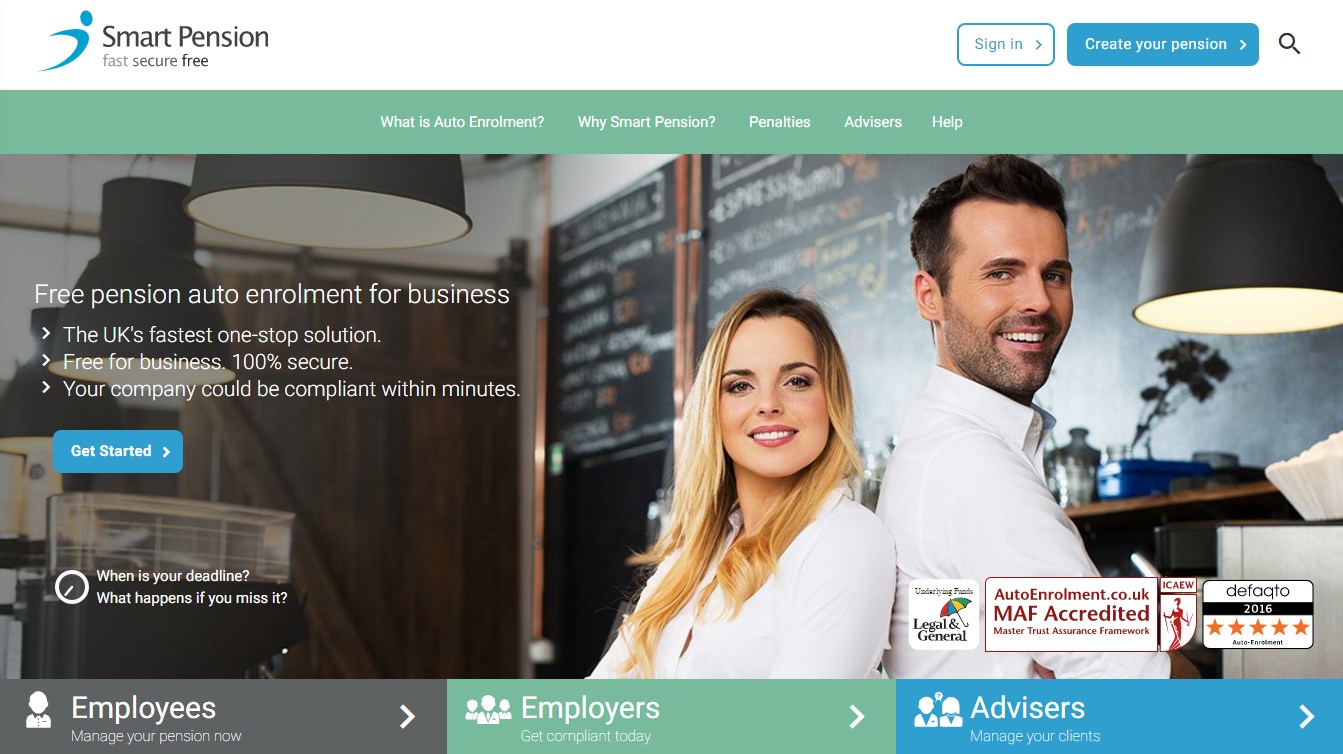 Smart Pension
fast secure free
Sign in
Create your pension
What is Auto Enrolment? Why Smart Pension? Penalties Advisers Help
ESPRESSO
Free pension auto enrolment for business
The UK's fastest one-stop solution.
Free for business. 100% secure.
Your company could be compliant within minutes.
Get Started
When is your deadline?
What happens if you miss it?
Underlying Funds
Legal &
General
AutoEnrolment.co.uk
MAF Accredited
Master Trust Assurance Framework
ICAEW
defaqto
2016
Auto-Enrolment
Employees
Manage your pension now
Employers
Get compliant today
?
Advisers
Manage your clients